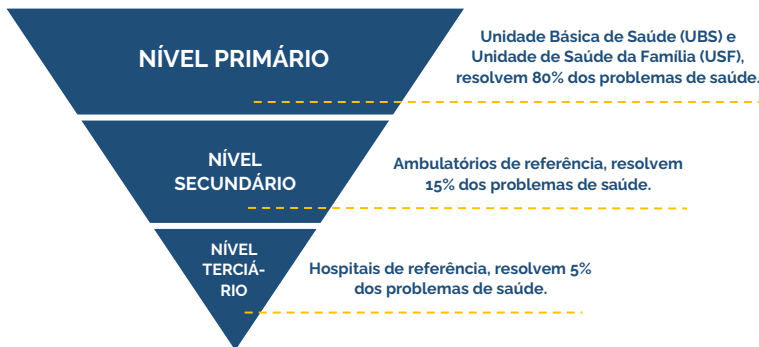 NÍVEL PRIMÁRIO
Unidade Básica de Saúde (UBS) e
Unidade de Saúde da Família (USF),
resolvem 80% dos problemas de saúde.
NÍVEL
SECUNDÁRIO
Ambulatórios de referência, resolvem
15% dos problemas de saúde.
NÍVEL
TERCIÁ-
RIO
Hospitais de referência, resolvem 5%
dos problemas de saúde.